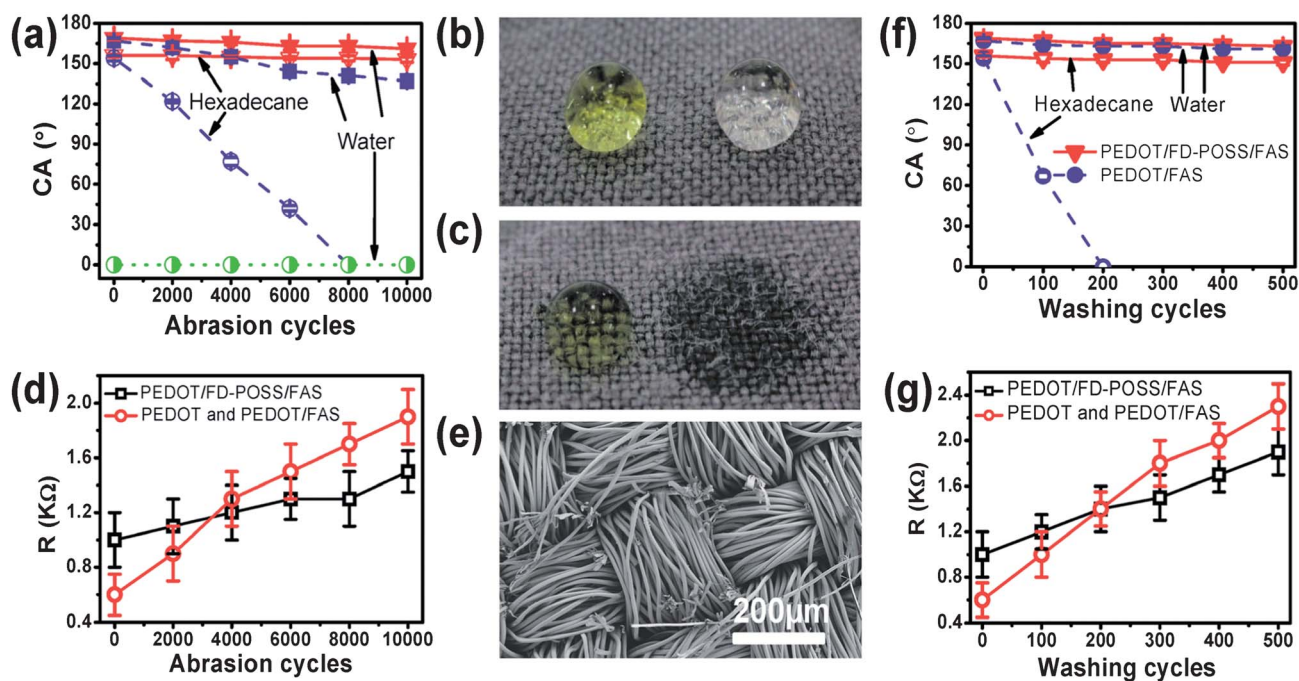 (a)
180
150
120
90
60
30
0
CA (°)
Hexadecane
Water
0 2000 4000 6000 8000 10000
Abrasion cycles
(b)
(c)
(d)
2.0
1.6
1.2
0.8
0.4
R (KΩ)
PEDOT/FD-POSS/FAS
PEDOT and PEDOT/FAS
0 2000 4000 6000 8000 10000
Abrasion cycles
(e)
200μm
(f)
180
150
120
90
60
30
0
CA (°)
Hexadecane
Water
PEDOT/FD-POSS/FAS
PEDOT/FAS
0 100 200 300 400 500
Washing cycles
(g)
2.4
2.0
1.6
1.2
0.8
0.4
R (KΩ)
PEDOT/FD-POSS/FAS
PEDOT and PEDOT/FAS
0 100 200 300 400 500
Washing cycles